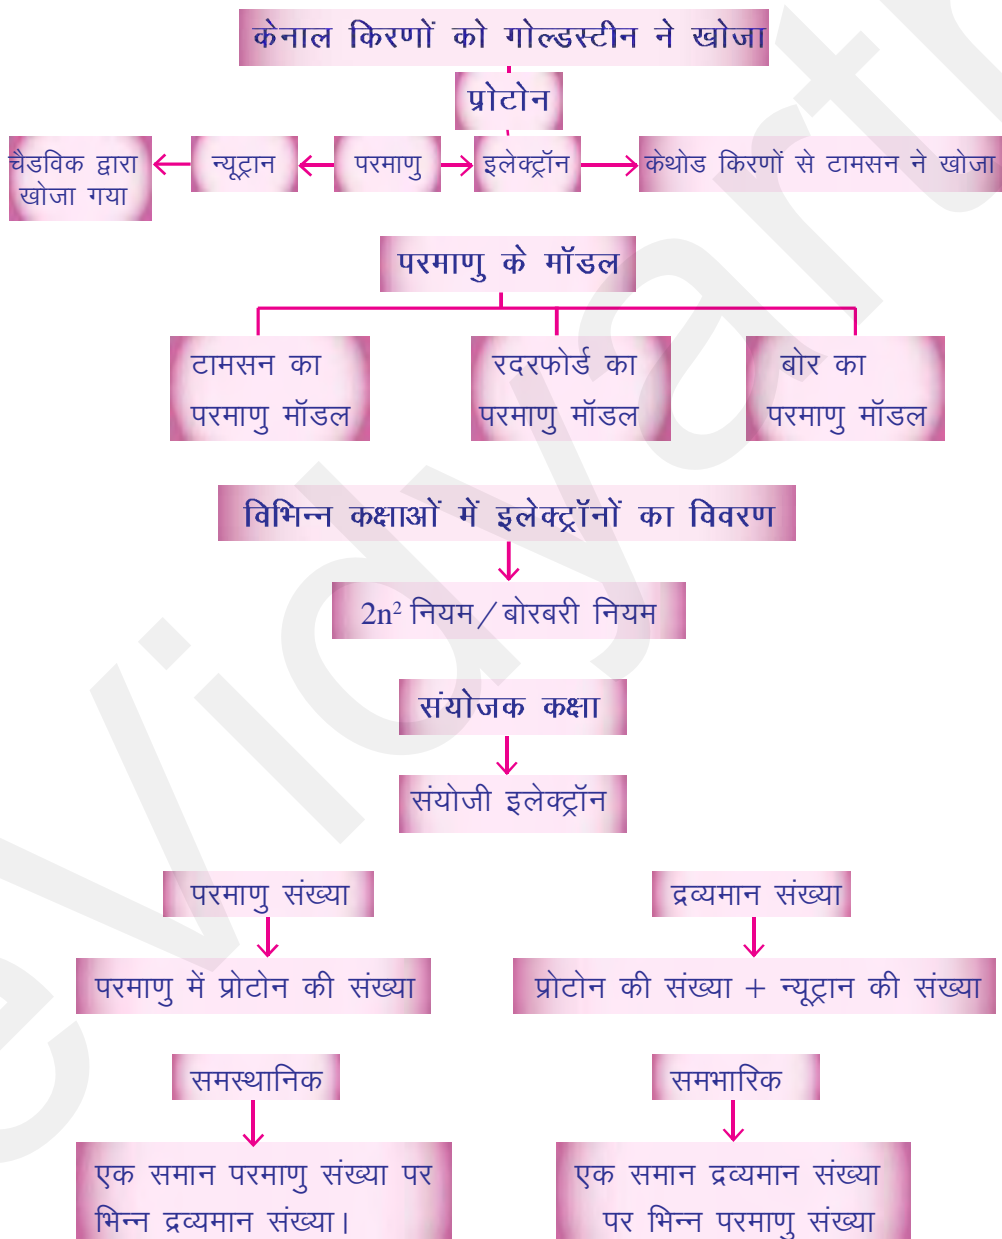 केनाल किरणों को गोल्डस्टीन ने खोजा
प्रोटोन
चैडविक द्वारा
खोजा गया
न्यूट्रान
परमाणु
इलेक्ट्रॉन
केथोड किरणों से टामसन ने खोजा
परमाणु के मॉडल
टामसन का
परमाणु मॉडल
रदरफोर्ड का
परमाणु मॉडल
बोर का
परमाणु मॉडल
विभिन्न कक्षाओं में इलेक्ट्रॉनों का विवरण
2n² नियम / बोरबरी नियम
संयोजक कक्षा
संयोजी इलेक्ट्रॉन
परमाणु संख्या
द्रव्यमान संख्या
परमाणु में प्रोटोन की संख्या
प्रोटोन की संख्या + न्यूट्रान की संख्या
समस्थानिक
समभारिक
एक समान परमाणु संख्या पर
भिन्न द्रव्यमान संख्या।
एक समान द्रव्यमान संख्या
पर भिन्न परमाणु संख्या